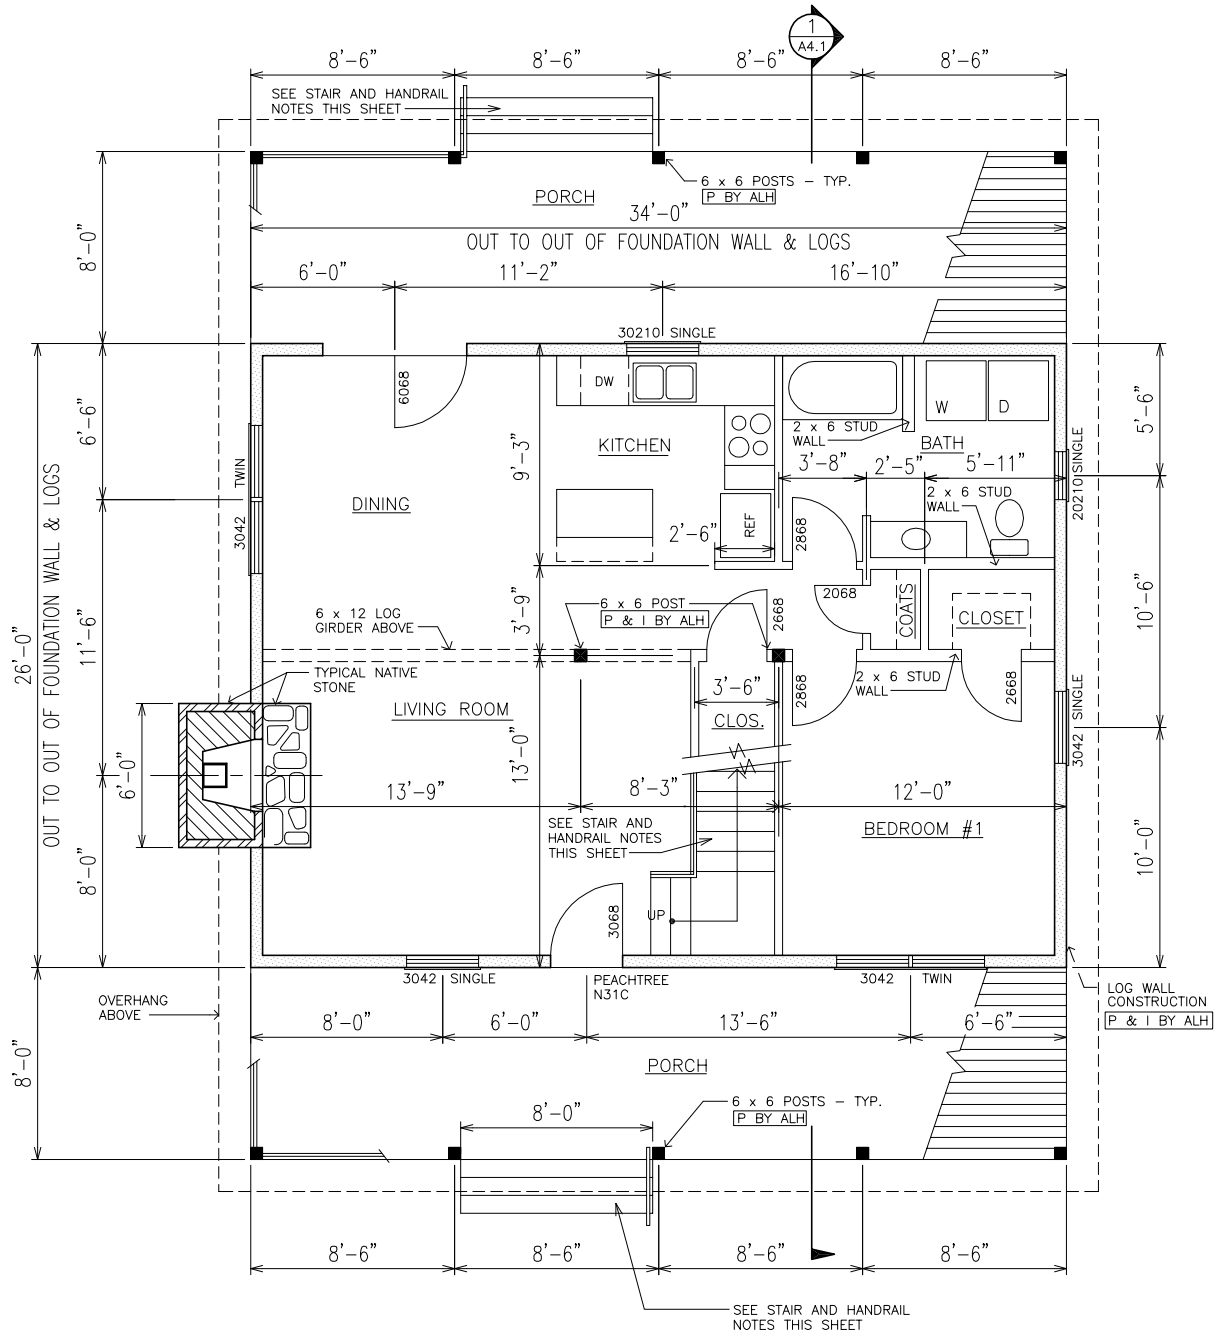 1
A4.1
8'-6"
8'-6"
8'-6"
8'-6"
SEE STAIR AND HANDRAIL
NOTES THIS SHEET
6 x 6 POSTS - TYP.
P BY ALH
PORCH
34'-0"
OUT TO OUT OF FOUNDATION WALL & LOGS
8'-0"
6'-0"
11'-2"
16'-10"
30210 SINGLE
6068
DW
W
D
6'-6"
5'-6"
2 x 6 STUD
WALL
KITCHEN
BATH
9'-3"
3'-8"
2'-5"
5'-11"
TWIN
3042
20210 SINGLE
DINING
2 x 6 STUD
WALL
REF
2'-6"
2868
OUT TO OUT OF FOUNDATION WALL & LOGS
26'-0"
11'-6"
10'-6"
3'-9"
6 x 12 LOG
GIRDER ABOVE
6 x 6 POST
P & I BY ALH
2668
2068
COATS
CLOSET
TYPICAL NATIVE
STONE
2 x 6 STUD
WALL
3'-6"
2868
2668
3042 SINGLE
LIVING ROOM
CLOS.
13'-0"
6'-0"
13'-9"
8'-3"
12'-0"
SEE STAIR AND
HANDRAIL NOTES
THIS SHEET
BEDROOM #1
8'-0"
10'-0"
3068
UP
3042 SINGLE
PEACHTREE
N31C
3042 TWIN
OVERHANG
ABOVE
LOG WALL
CONSTRUCTION
P & I BY ALH
8'-0"
6'-0"
13'-6"
6'-6"
8'-0"
PORCH
6 x 6 POSTS - TYP.
P BY ALH
8'-0"
8'-6"
8'-6"
8'-6"
8'-6"
SEE STAIR AND HANDRAIL
NOTES THIS SHEET